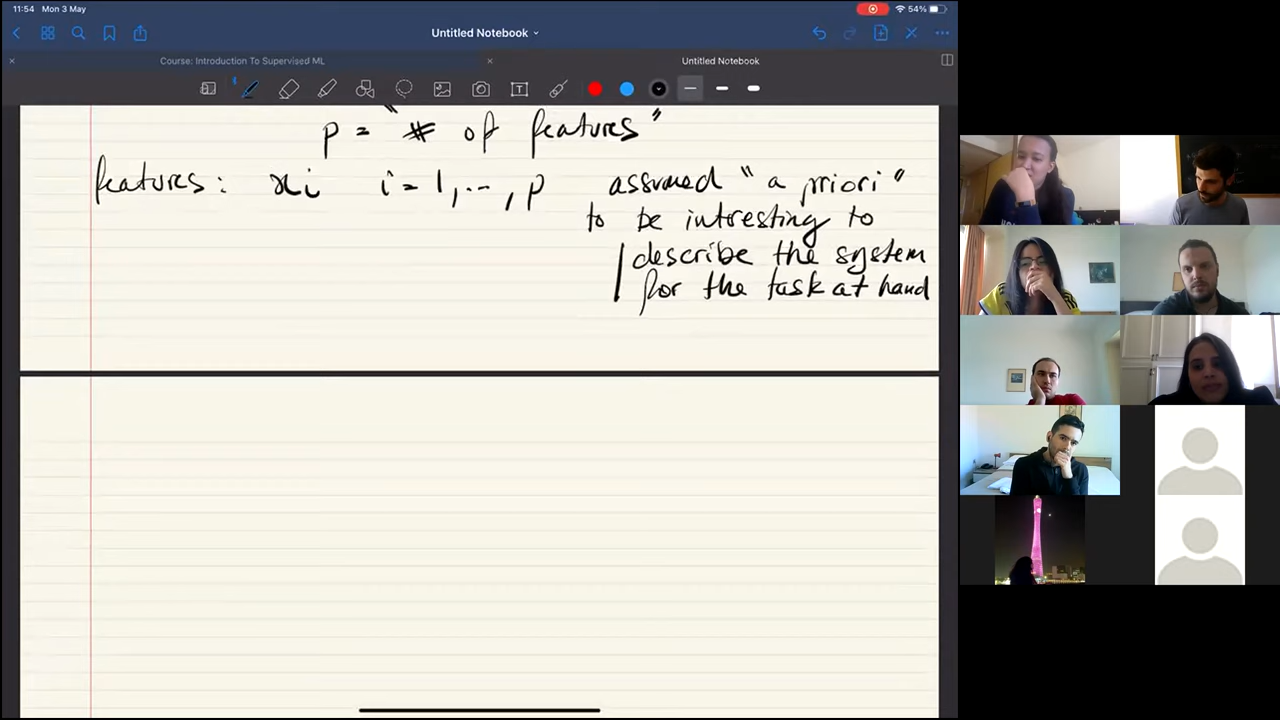 11:54 Mon 3 May
54%
Untitled Notebook
Course: Introduction To Supervised ML
Untitled Notebook
p = "# of features"
features: xi i = 1, ..., p assumed "a priori"
to be intresting to
describe the system
for the task at hand